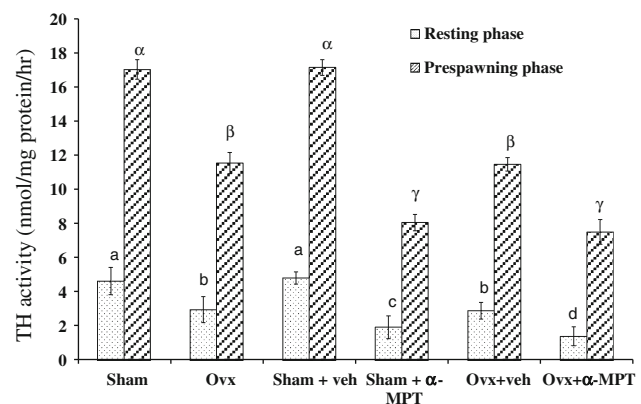 TH activity (nmol/mg protein/hr)
20
18
16
14
12
10
8
6
4
2
0
Resting phase
Prespawning phase
a
α
b
β
a
α
c
γ
b
β
d
γ
Sham
Ovx
Sham + veh
Sham + α-
MPT
Ovx+veh
Ovx+α-MPT